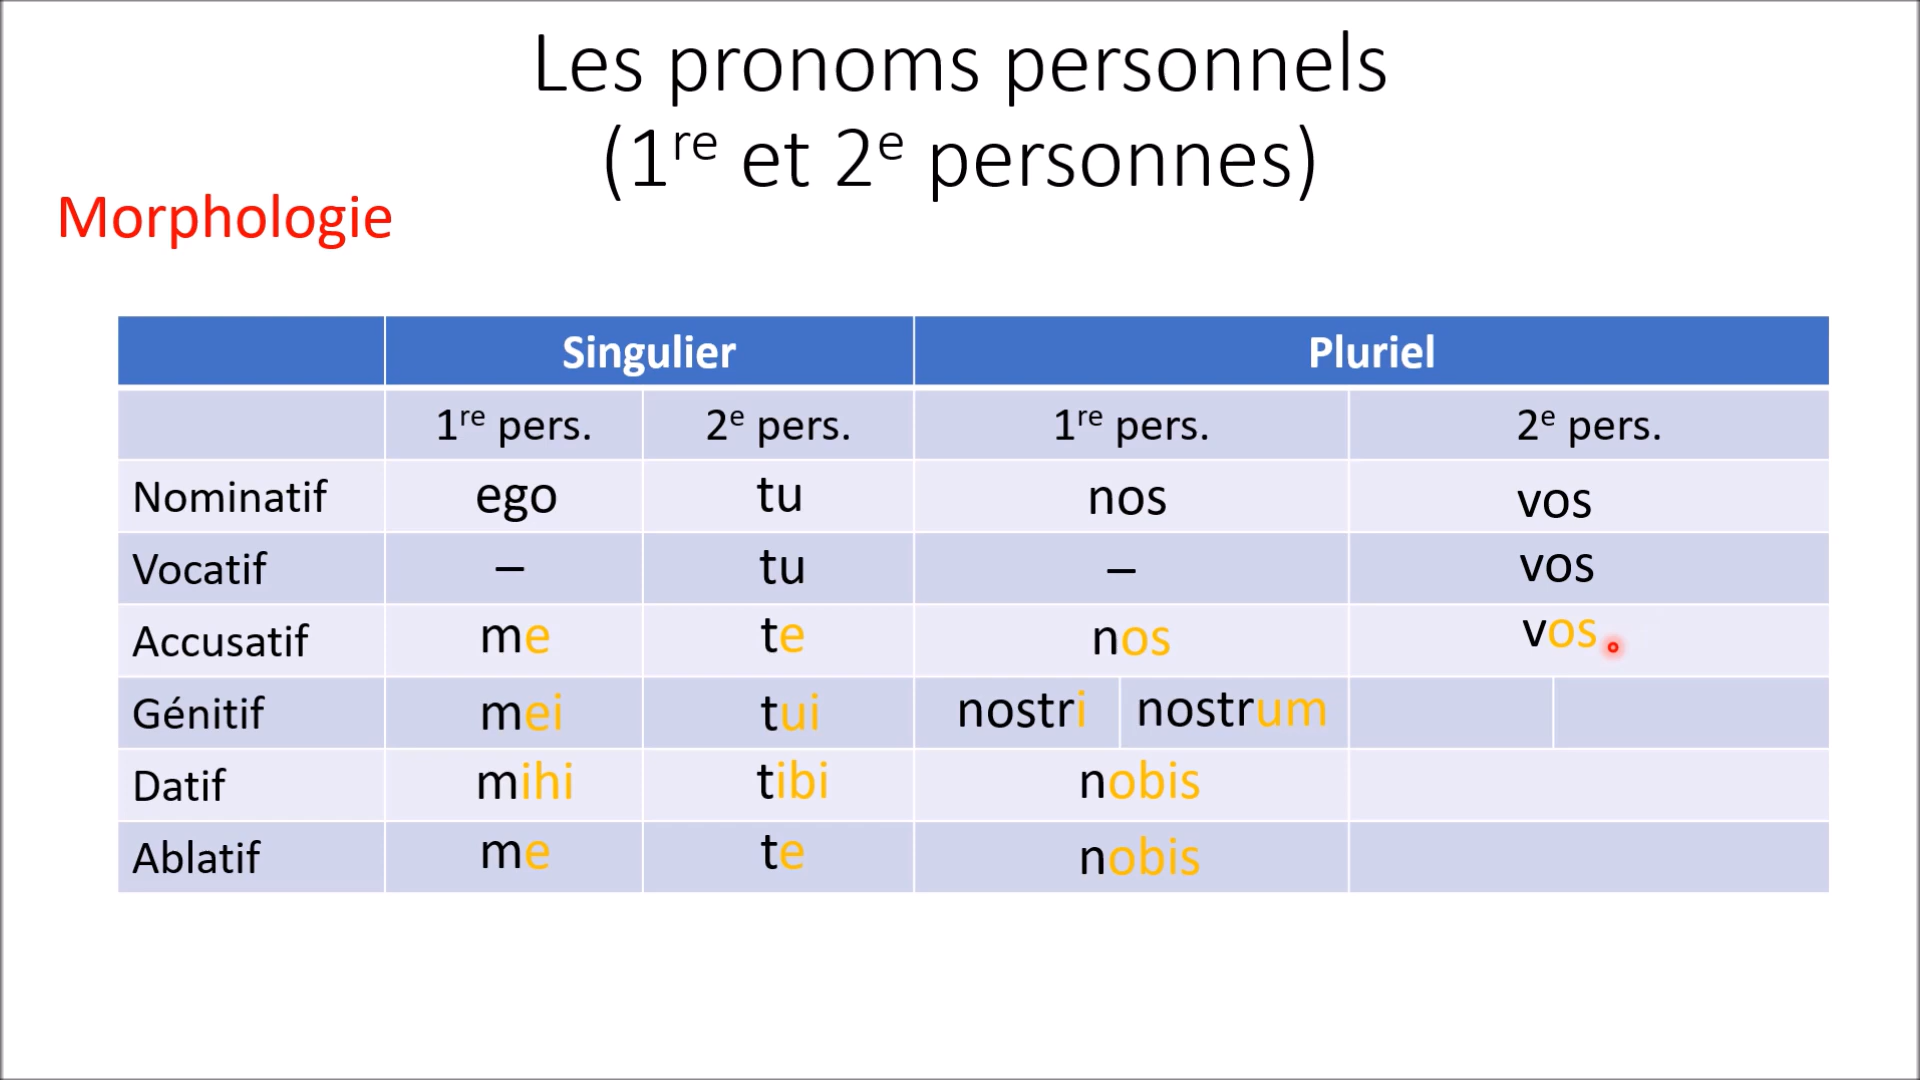 Les pronoms personnels
(1re et 2e personnes)
Morphologie
Singulier Pluriel
1re pers. 2e pers. 1re pers. 2e pers.
Nominatif ego tu nos vos
Vocatif – tu – vos
Accusatif me te nos vos
Génitif mei tui nostri nostrum
Datif mihi tibi nobis
Ablatif me te nobis